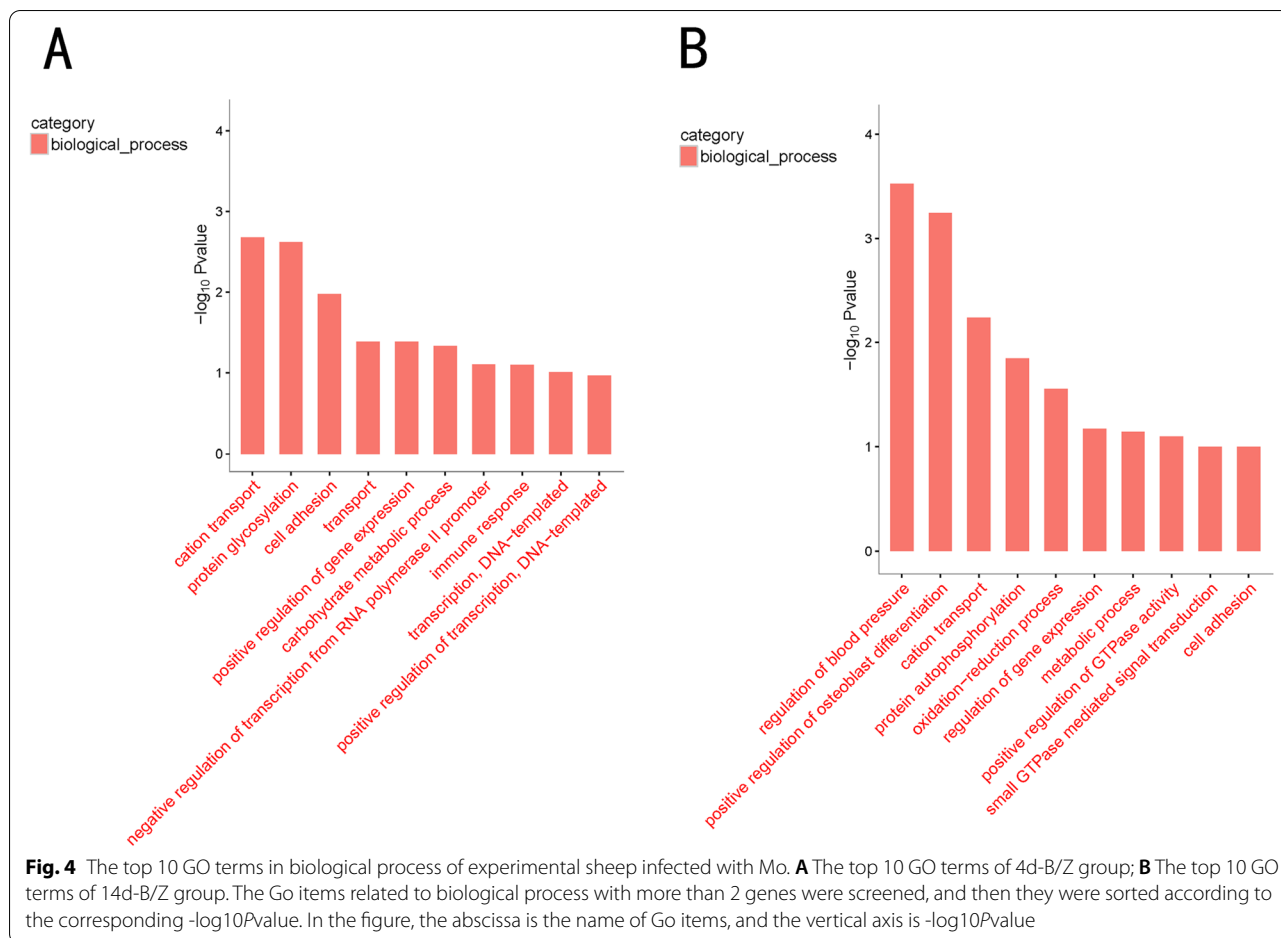 A
category
biological_process
4
3
2
1
0
−log10 Pvalue
cation transport
protein glycosylation
cell adhesion
transport
positive regulation of gene expression
carbohydrate metabolic process
negative regulation of transcription from RNA polymerase II promoter
immune response
transcription, DNA−templated
positive regulation of transcription, DNA−templated
B
category
biological_process
4
3
2
1
0
−log10 Pvalue
regulation of blood pressure
positive regulation of osteoblast differentiation
cation transport
protein autophosphorylation
oxidation−reduction process
regulation of gene expression
metabolic process
positive regulation of GTPase activity
small GTPase mediated signal transduction
cell adhesion
Fig. 4 The top 10 GO terms in biological process of experimental sheep infected with Mo. A The top 10 GO terms of 4d-B/Z group; B The top 10 GO
terms of 14d-B/Z group. The Go items related to biological process with more than 2 genes were screened, and then they were sorted according to
the corresponding -log10Pvalue. In the figure, the abscissa is the name of Go items, and the vertical axis is -log10Pvalue